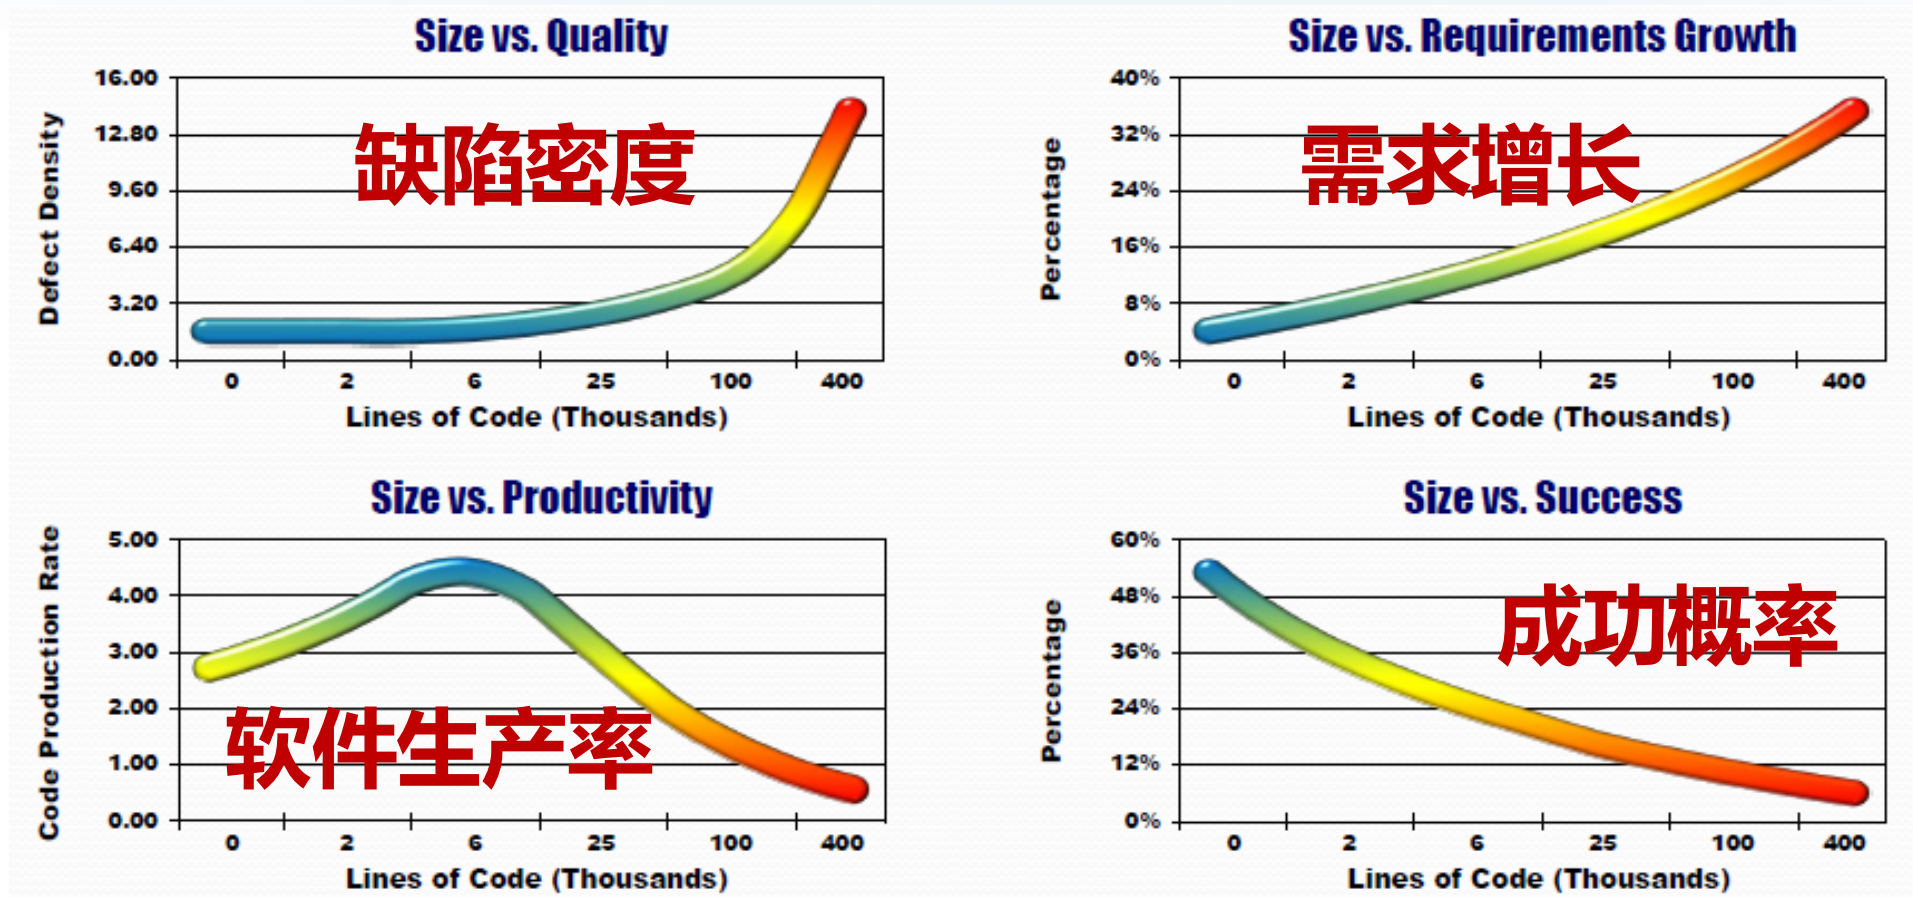 Size vs. Quality
16.00
12.80
9.60
6.40
3.20
0.00
Defect Density
缺陷密度
0 2 6 25 100 400
Lines of Code (Thousands)
Size vs. Requirements Growth
40%
32%
24%
16%
8%
0%
Percentage
需求增长
0 2 6 25 100 400
Lines of Code (Thousands)
Size vs. Productivity
5.00
4.00
3.00
2.00
1.00
0.00
Code Production Rate
软件生产率
0 2 6 25 100 400
Lines of Code (Thousands)
Size vs. Success
60%
48%
36%
24%
12%
0%
Percentage
成功概率
0 2 6 25 100 400
Lines of Code (Thousands)